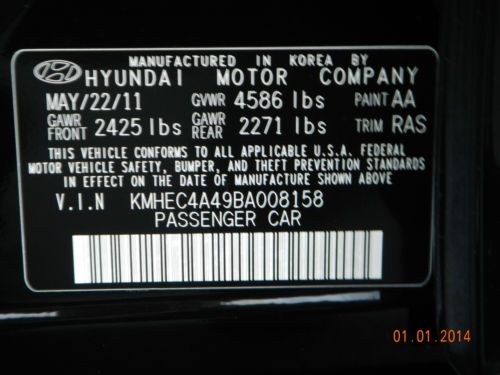 MANUFACTURED IN KOREA BY
HYUNDAI MOTOR COMPANY
MAY/22/11 GVWR 4586 lbs PAINT AA
GAWR FRONT 2425 lbs GAWR REAR 2271 lbs TRIM RAS
THIS VEHICLE CONFORMS TO ALL APPLICABLE FEDERAL
MOTOR VEHICLE SAFETY, BUMPER, AND THEFT PREVENTION STANDARDS
IN EFFECT ON THE DATE OF MANUFACTURE SHOWN ABOVE
V.I.N KMHEC4A49BA008158
PASSENGER CAR
01.01.2014